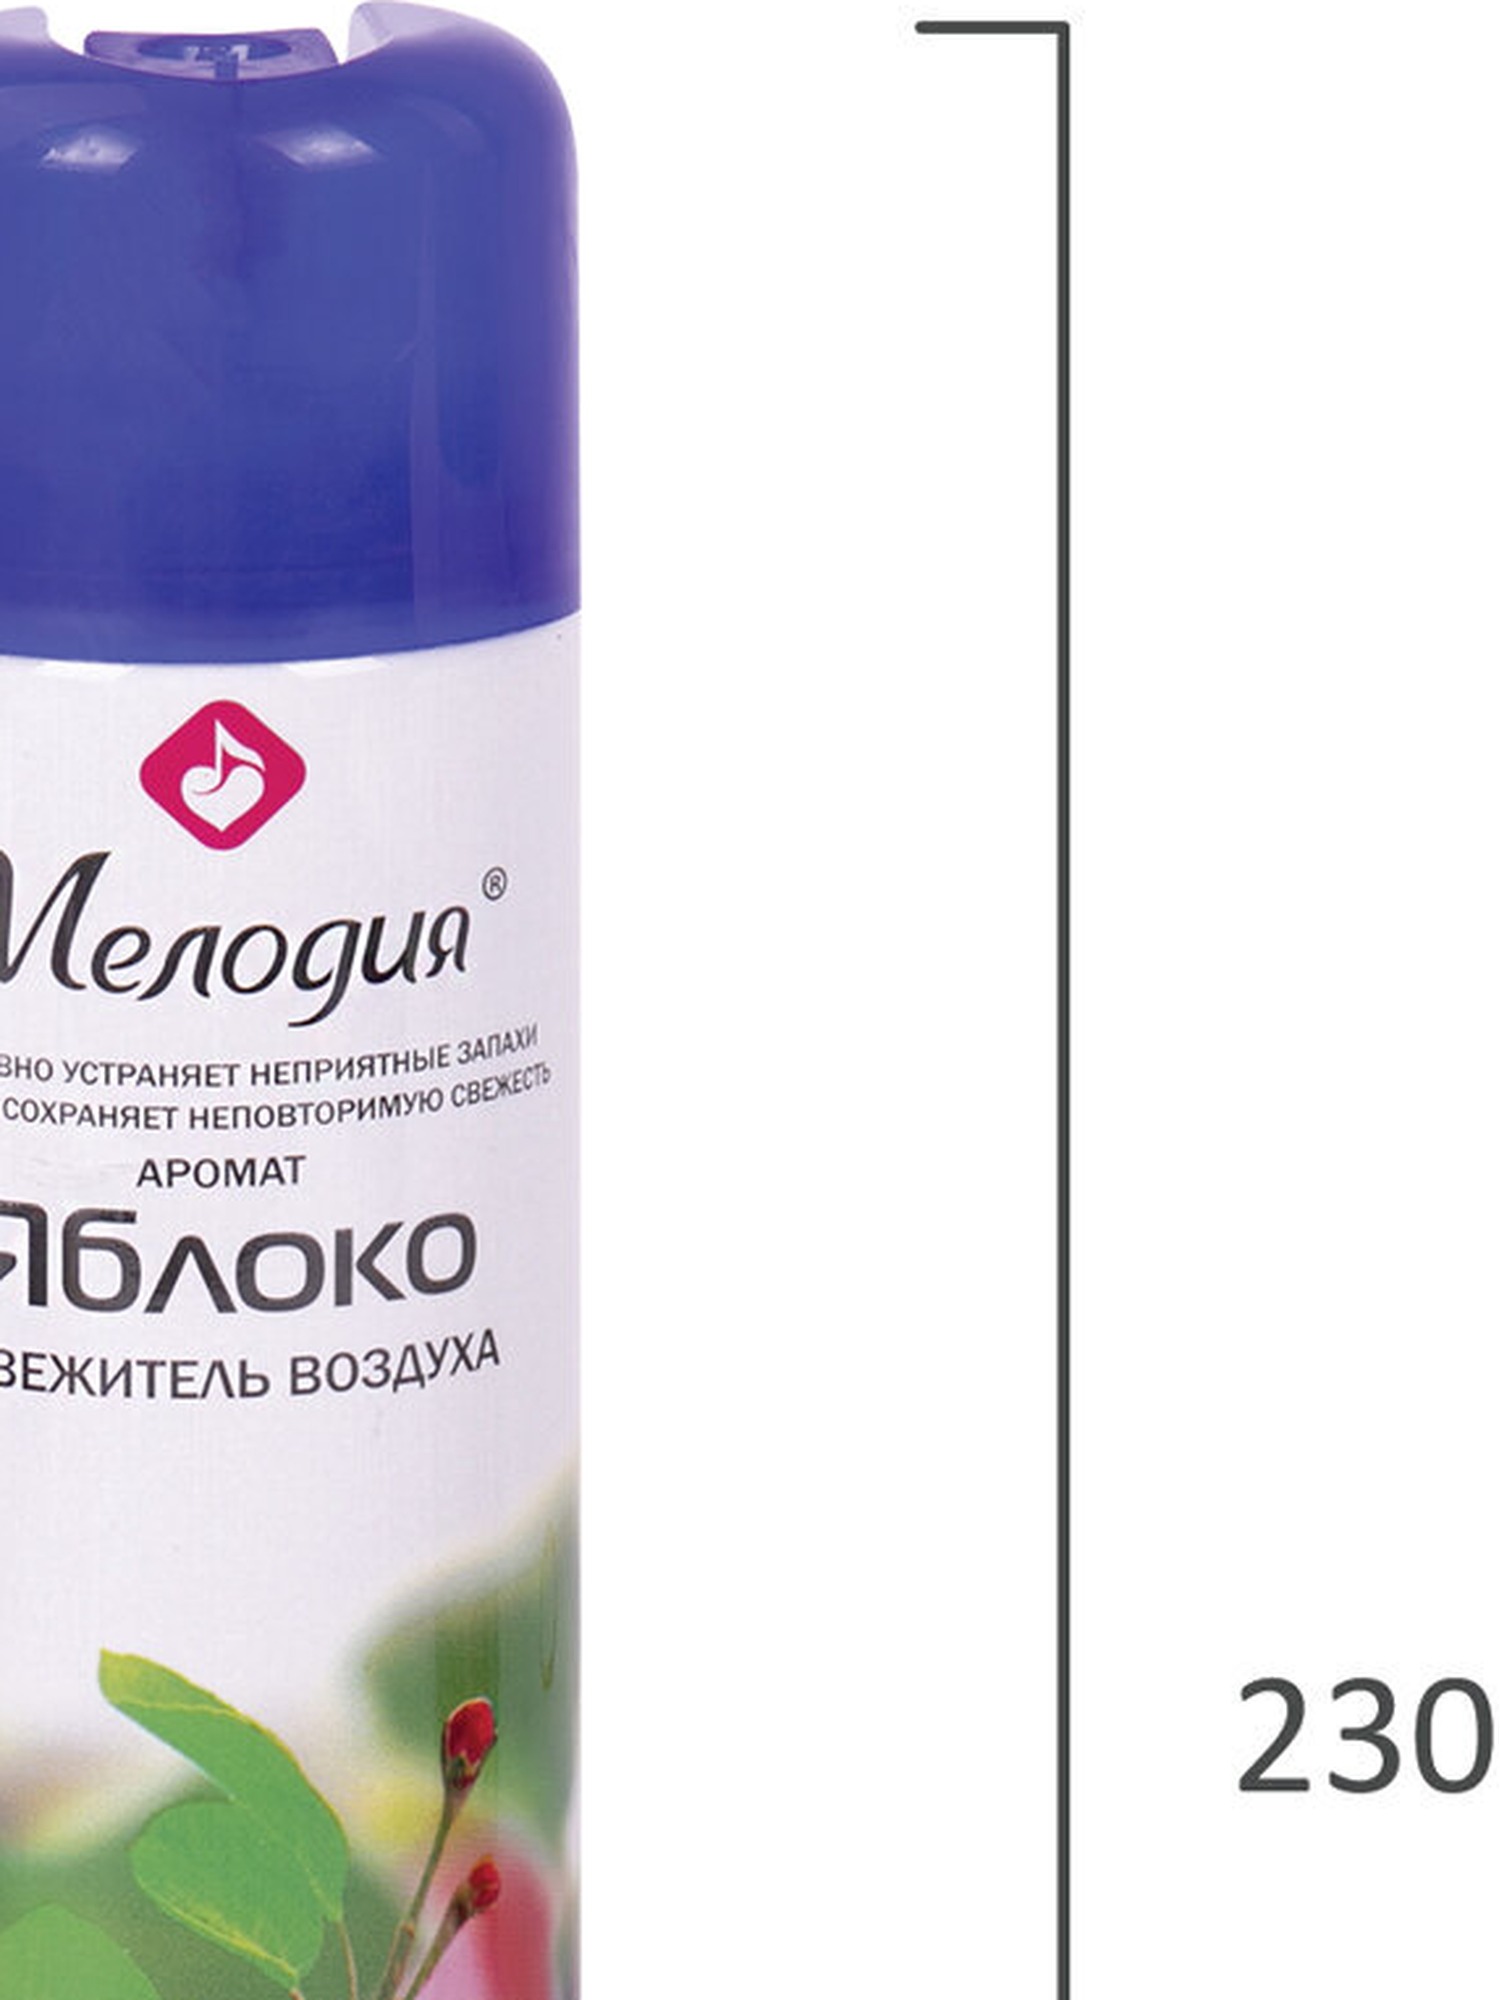 Мелодия ®
ВНО УСТРАНЯЕТ НЕПРИЯТНЫЕ ЗАПАХИ
СОХРАНЯЕТ НЕПОВТОРИМУЮ СВЕЖЕСТЬ
АРОМАТ
Яблоко
ВЕЖИТЕЛЬ ВОЗДУХА
230